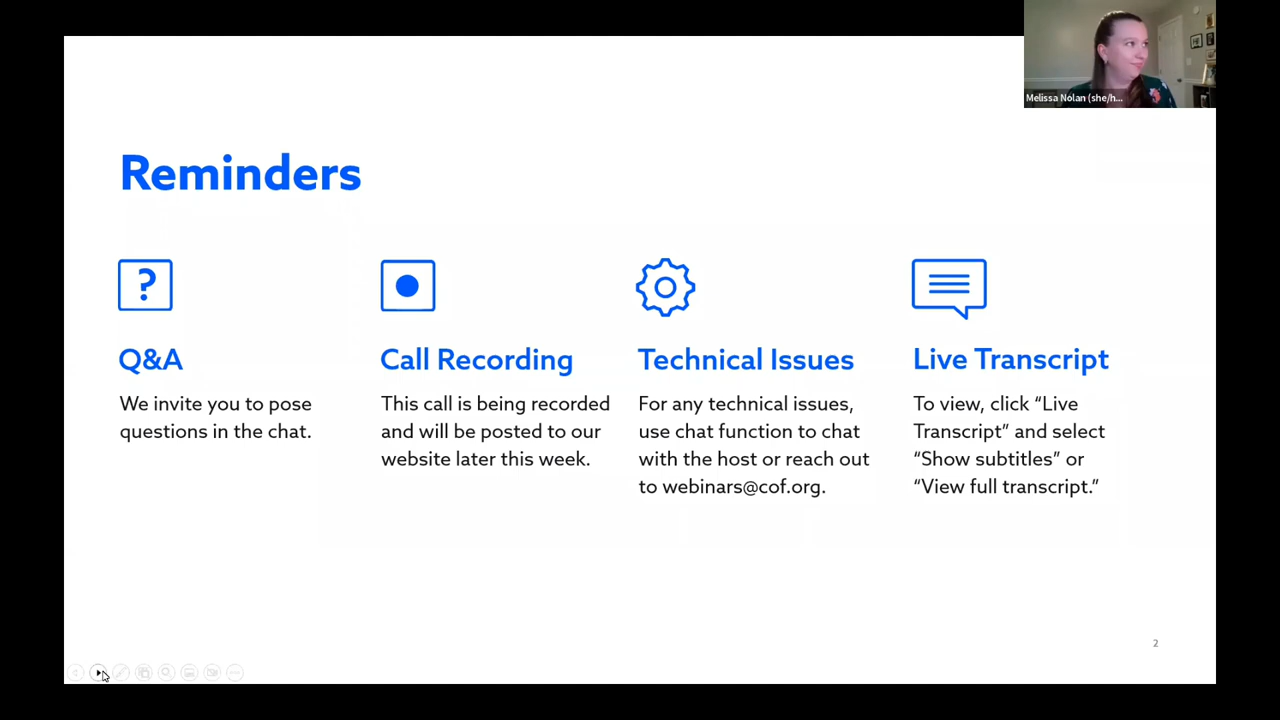 Melissa Nolan (she/h...
Reminders
?
Q&A
We invite you to pose
questions in the chat.
Call Recording
This call is being recorded
and will be posted to our
website later this week.
Technical Issues
For any technical issues,
use chat function to chat
with the host or reach out
to webinars@cof.org.
Live Transcript
To view, click “Live
Transcript” and select
“Show subtitles” or
“View full transcript.”
2